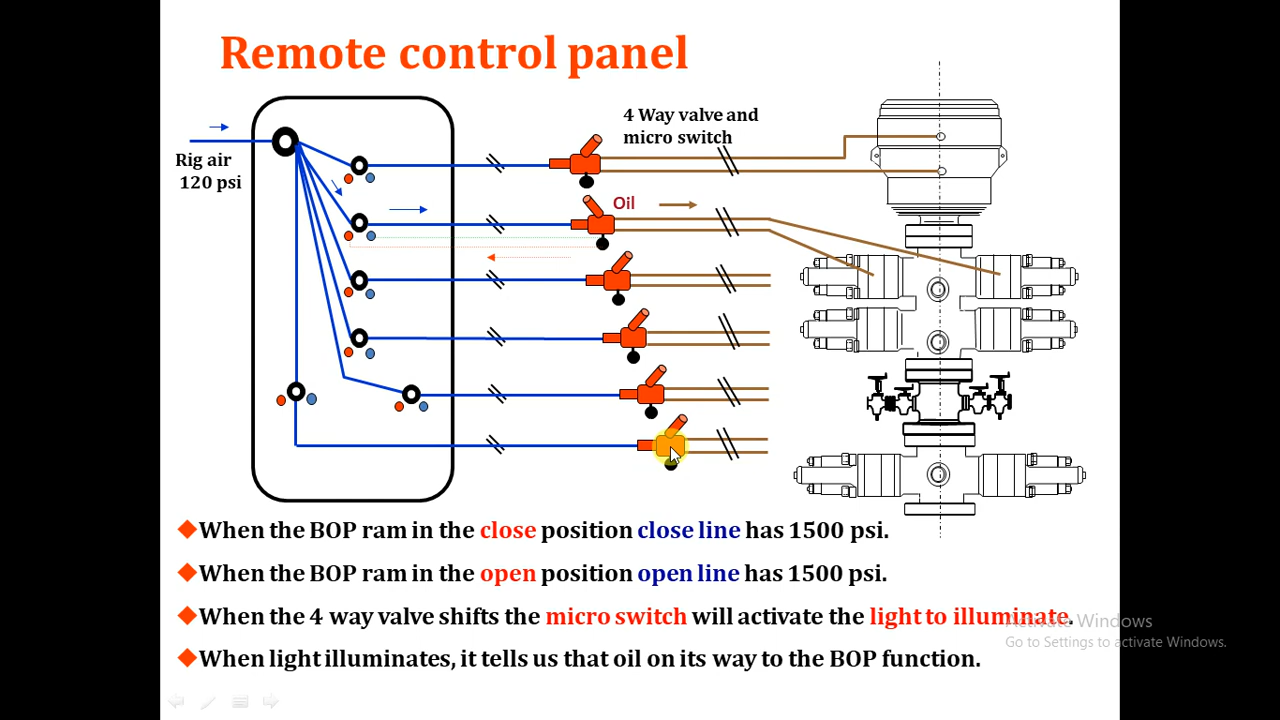 Remote control panel
4 Way valve and
micro switch
Rig air
120 psi
Oil
When the BOP ram in the close position close line has 1500 psi.
When the BOP ram in the open position open line has 1500 psi.
When the 4 way valve shifts the micro switch will activate the light to illuminate.
When light illuminates, it tells us that oil on its way to the BOP function.
Activate Windows
Go to Settings to activate Windows.